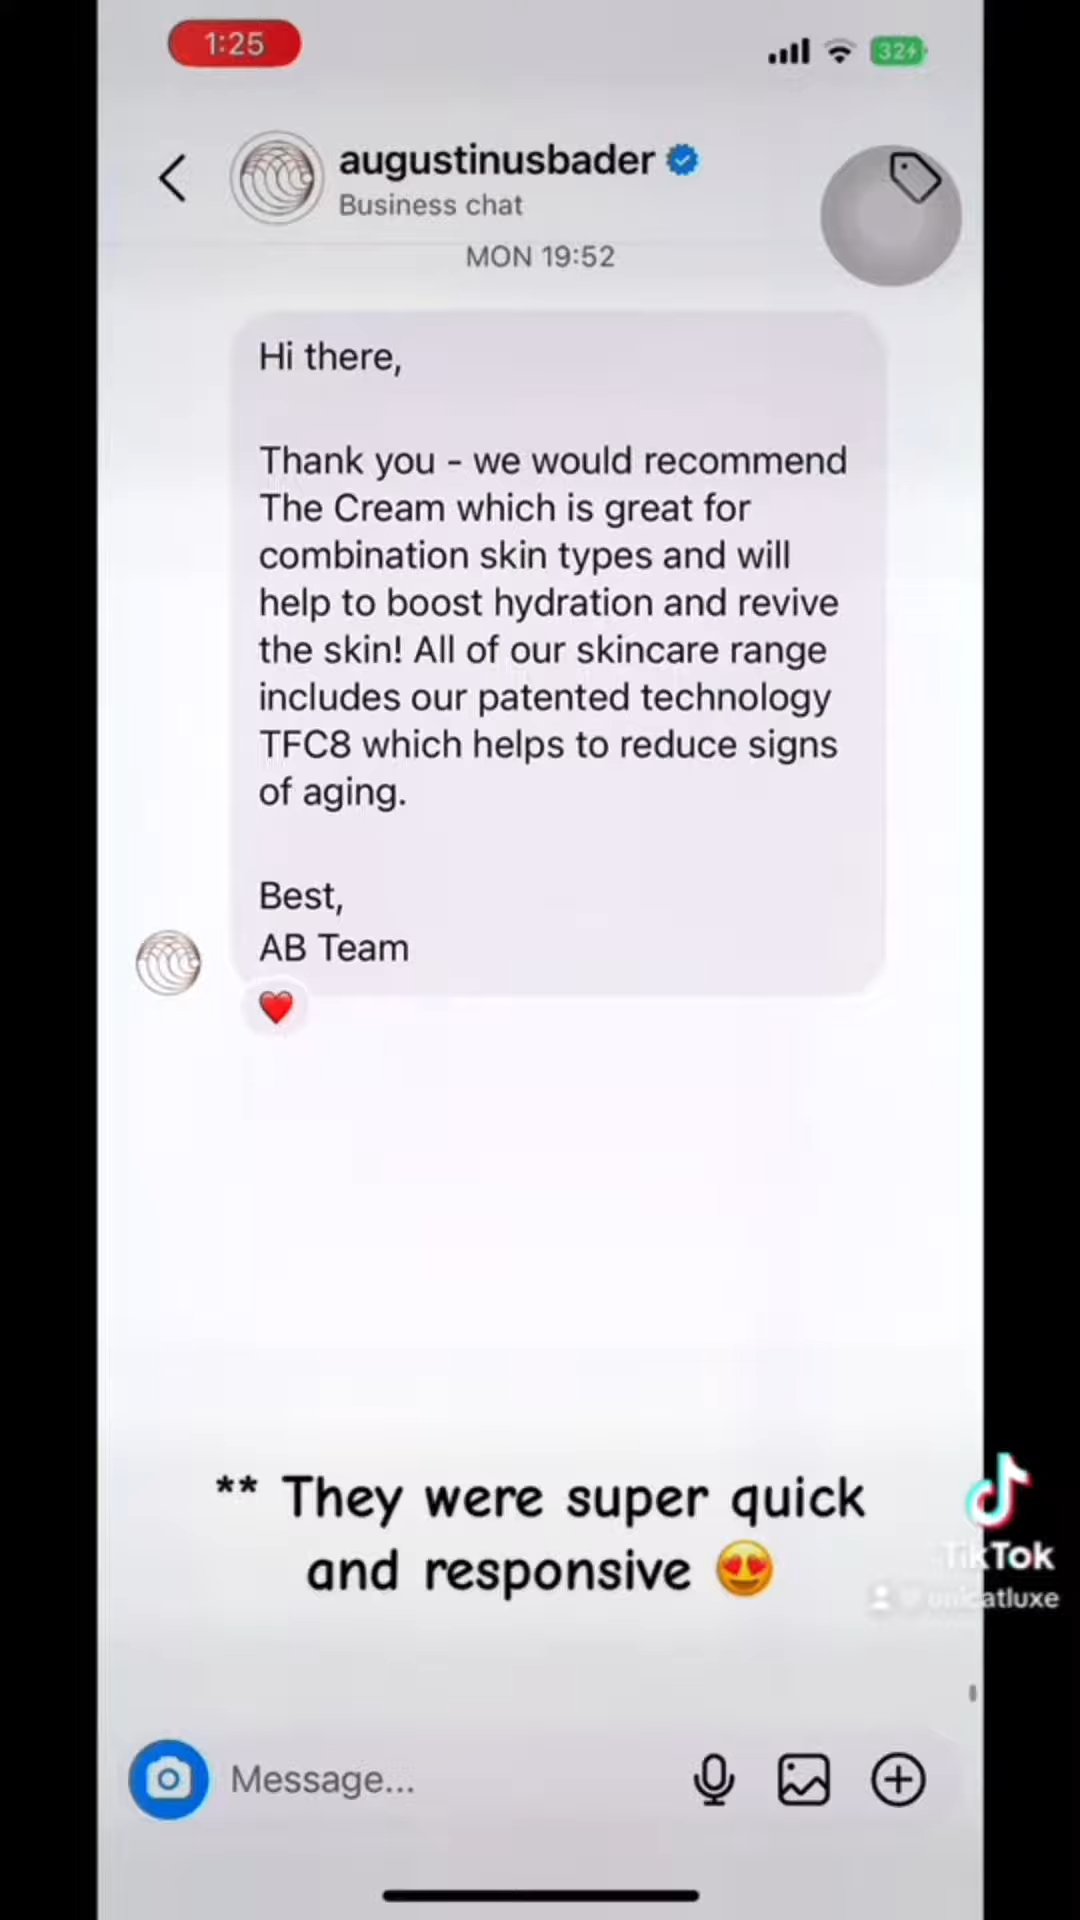 1:25
32
augustinusbader
Business chat
MON 19:52
Hi there,
Thank you - we would recommend
The Cream which is great for
combination skin types and will
help to boost hydration and revive
the skin! All of our skincare range
includes our patented technology
TFC8 which helps to reduce signs
of aging.
Best,
AB Team
❤️
** They were super quick
and responsive 😍
TikTok
unicatluxe
Message...